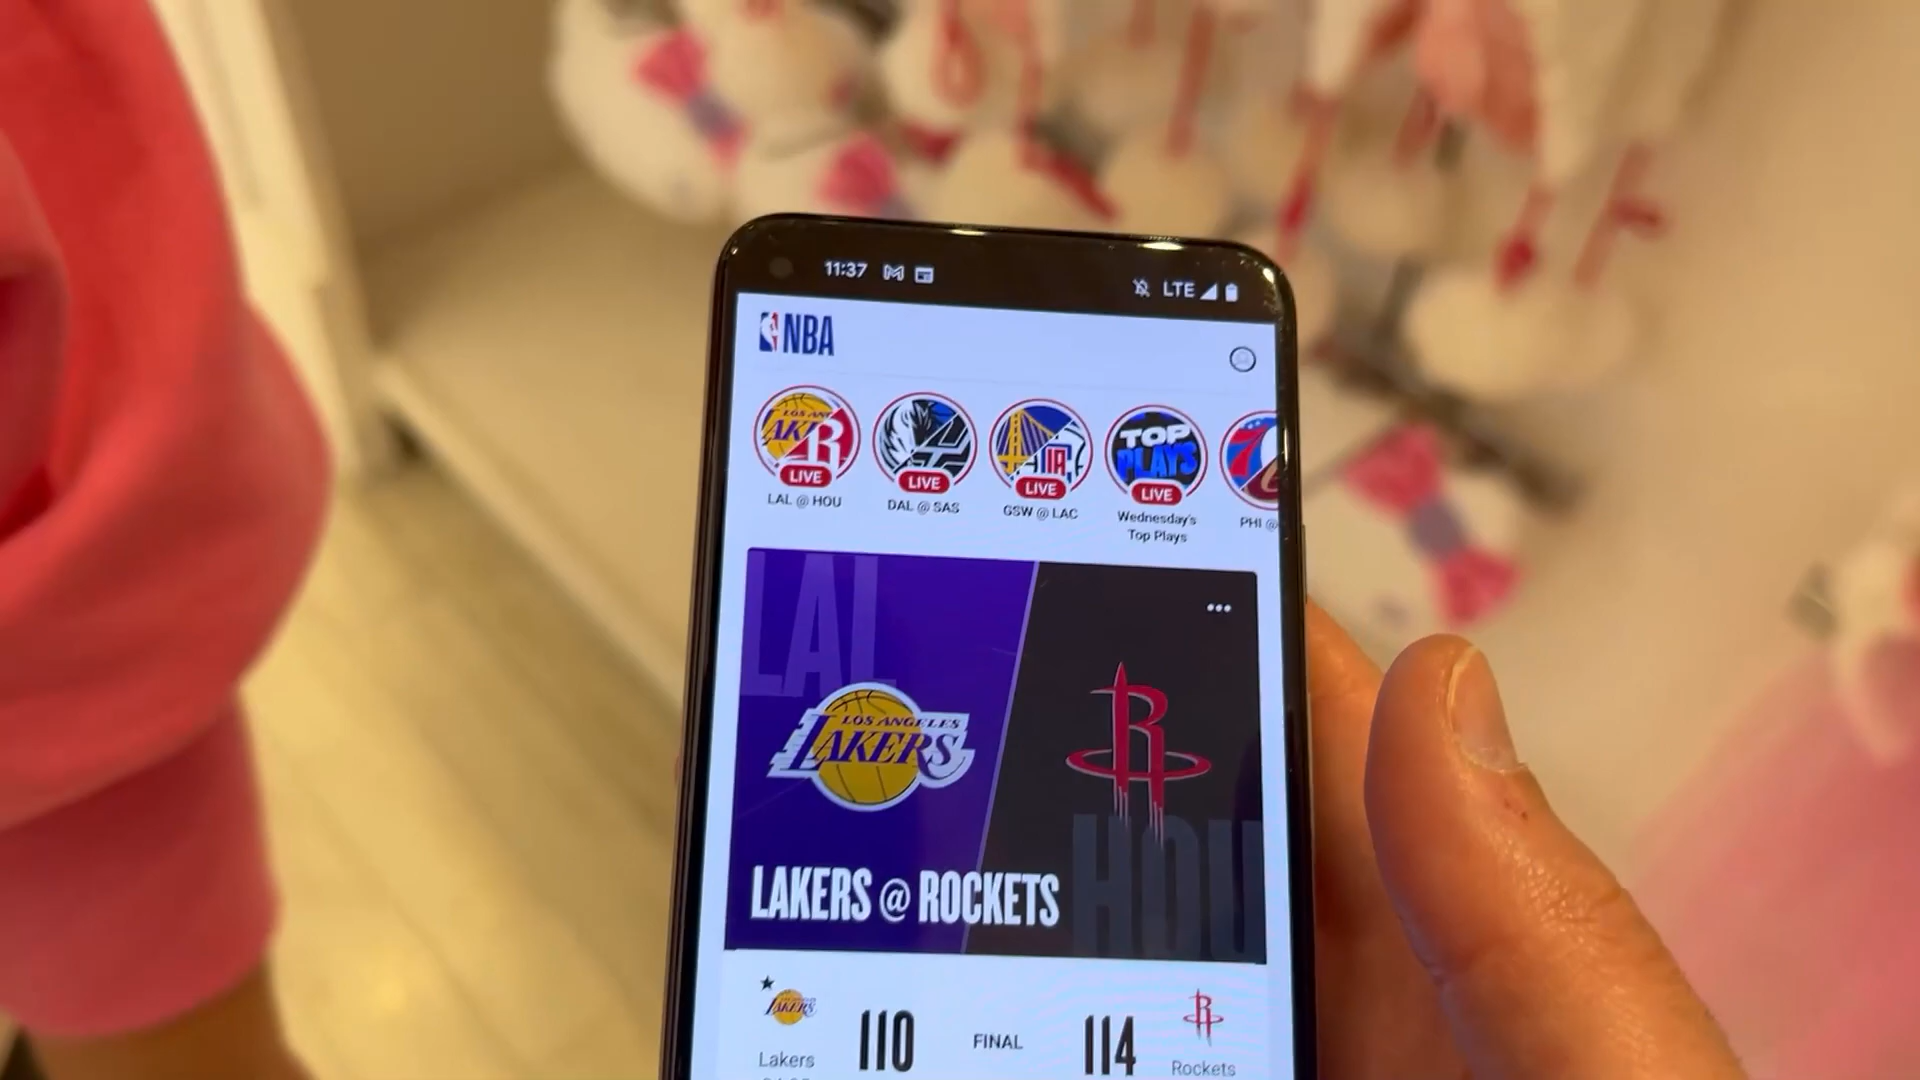 11:37
LTE
NBA
LIVE
LIVE
LIVE
TOP
PLAYS
LIVE
LAL @ HOU
DAL @ SAS
GSW @ LAC
Wednesday's
Top Plays
PHI @
LAL
LOS ANGELES
LAKERS
R
HOU
LAKERS @ ROCKETS
LAKERS
110
FINAL
114
R
Lakers
Rockets